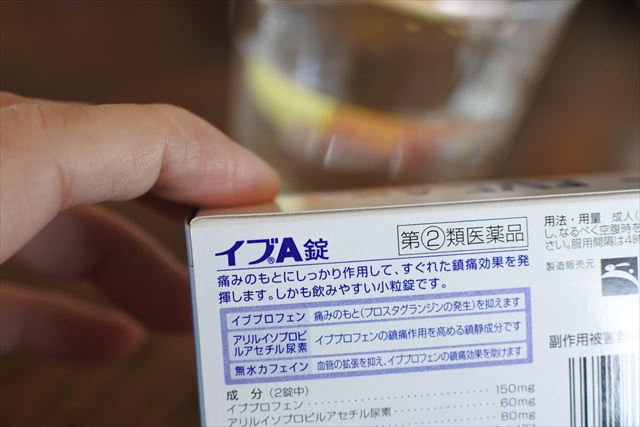 イブA錠
®
第②類医薬品
痛みのもとにしっかり作用して、すぐれた鎮痛効果を発
揮します。しかも飲みやすい小粒錠です。
イブプロフェン 痛みのもと(プロスタグランジンの発生)を抑えます
アリルイソプロピ
ルアセチル尿素 イブプロフェンの鎮痛作用を高める鎮静成分です
無水カフェイン 血管の拡張を抑え、イブプロフェンの鎮痛効果を助けます
成分(2錠中)
イブプロフェン 150mg
アリルイソプロピルアセチル尿素 60mg
80mg
用法・用量 成人(
し、なるべく空腹時を
さい。服用間隔は4時
製造販売元
副作用被害救